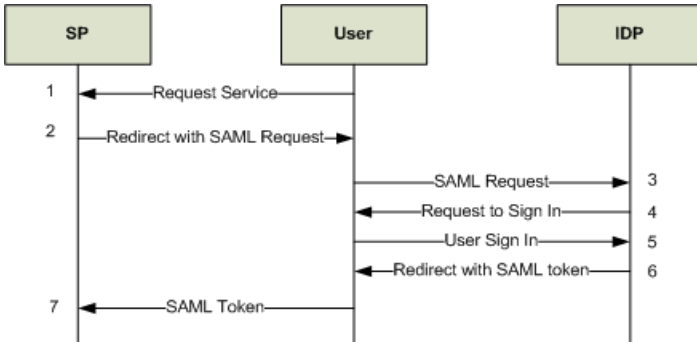 SP
User
IDP
1
Request Service
2
Redirect with SAML Request
SAML Request
3
Request to Sign In
4
User Sign In
5
Redirect with SAML token
6
7
SAML Token